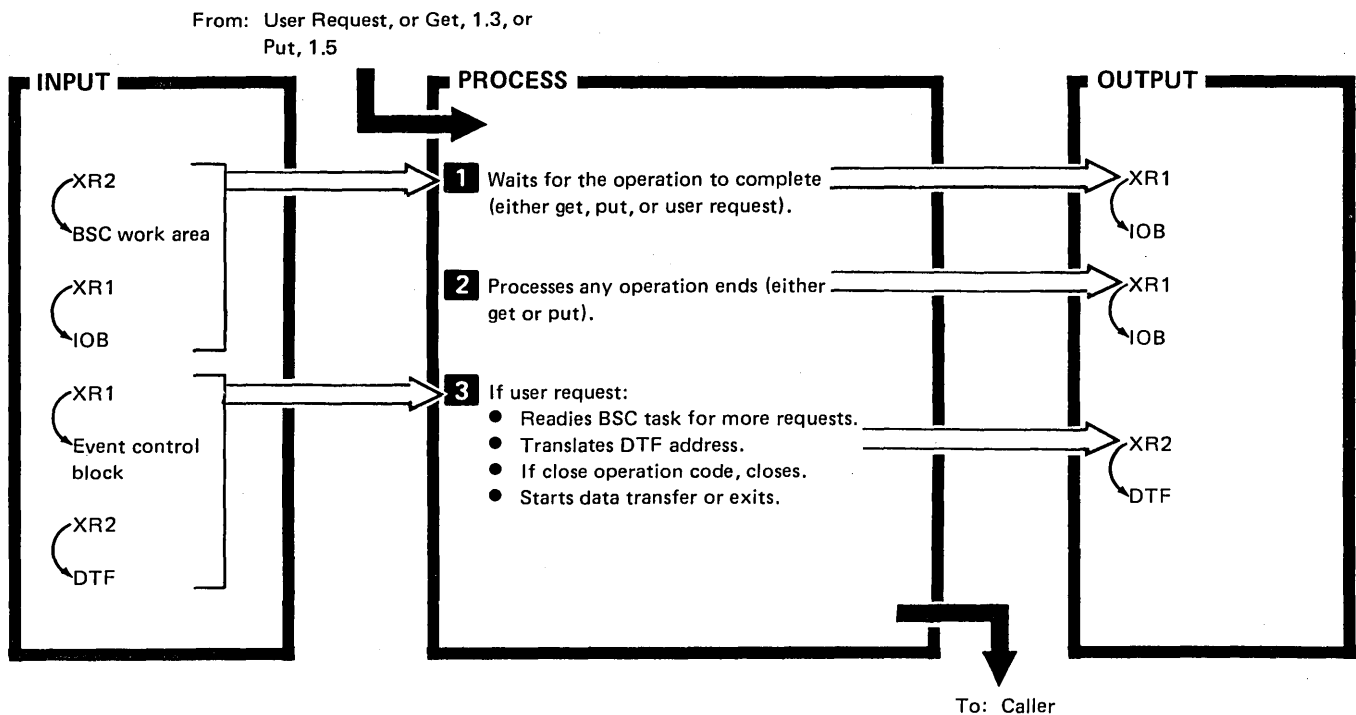 From: User Request, or Get, 1.3, or
Put, 1.5
INPUT
XR2
BSC work area
XR1
IOB
XR1
Event control
block
XR2
DTF
PROCESS
1 Waits for the operation to complete
(either get, put, or user request).
2 Processes any operation ends (either
get or put).
3 If user request:
● Readies BSC task for more requests.
● Translates DTF address.
● If close operation code, closes.
● Starts data transfer or exits.
OUTPUT
XR1
IOB
XR1
IOB
XR2
DTF
To: Caller